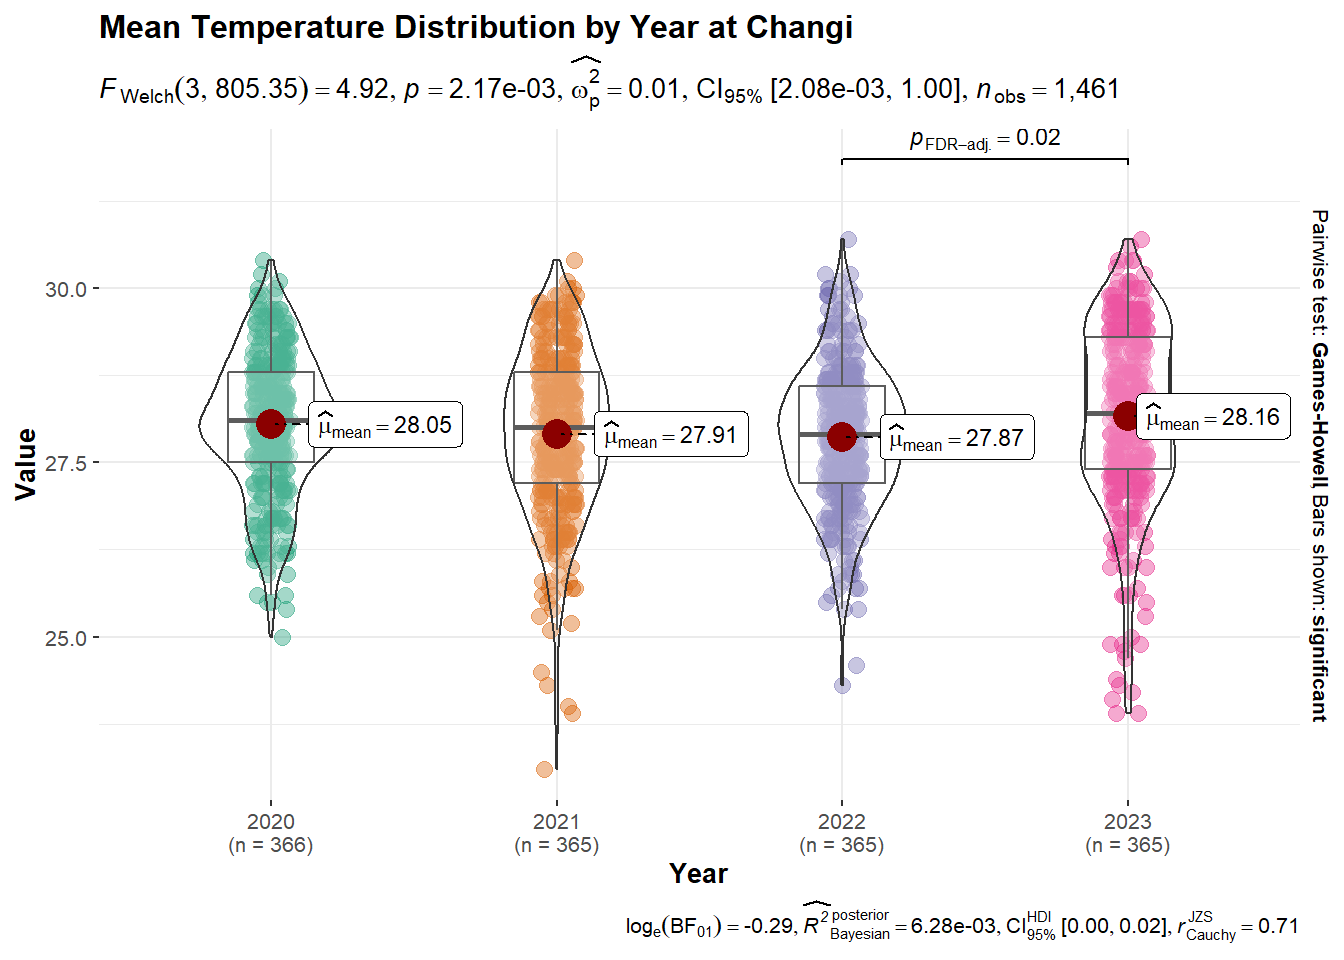 Mean Temperature Distribution by Year at Changi
F Welch(3, 805.35) = 4.92, p = 2.17e-03, ω̂²p = 0.01, CI95% [2.08e-03, 1.00], nobs = 1,461
pFDR−adj. = 0.02
30.0
27.5
25.0
Value
μ̂mean = 28.05
μ̂mean = 27.91
μ̂mean = 27.87
μ̂mean = 28.16
Pairwise test: Games-Howell, Bars shown: significant
2020
(n = 366)
2021
(n = 365)
2022
(n = 365)
2023
(n = 365)
Year
loge(BF01) = -0.29, R̂² posterior Bayesian = 6.28e-03, CI HDI 95% [0.00, 0.02], r JZS Cauchy = 0.71